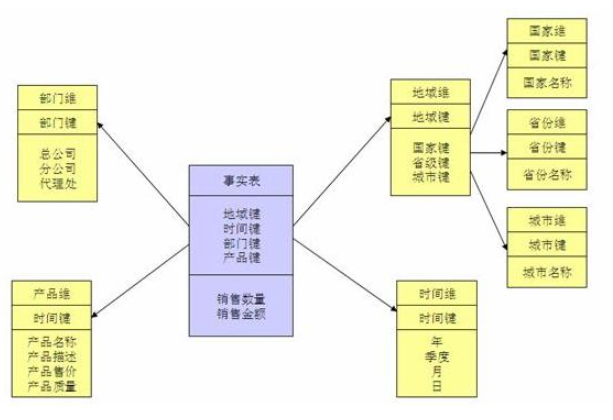 部门维
部门键
总公司
分公司
代理处
产品维
时间键
产品名称
产品描述
产品售价
产品质量
事实表
地域键
时间键
部门键
产品键
销售数量
销售金额
地域维
地域键
国家键
省级键
城市键
时间维
时间键
年
季度
月
日
国家维
国家键
国家名称
省份维
省份键
省份名称
城市维
城市键
城市名称